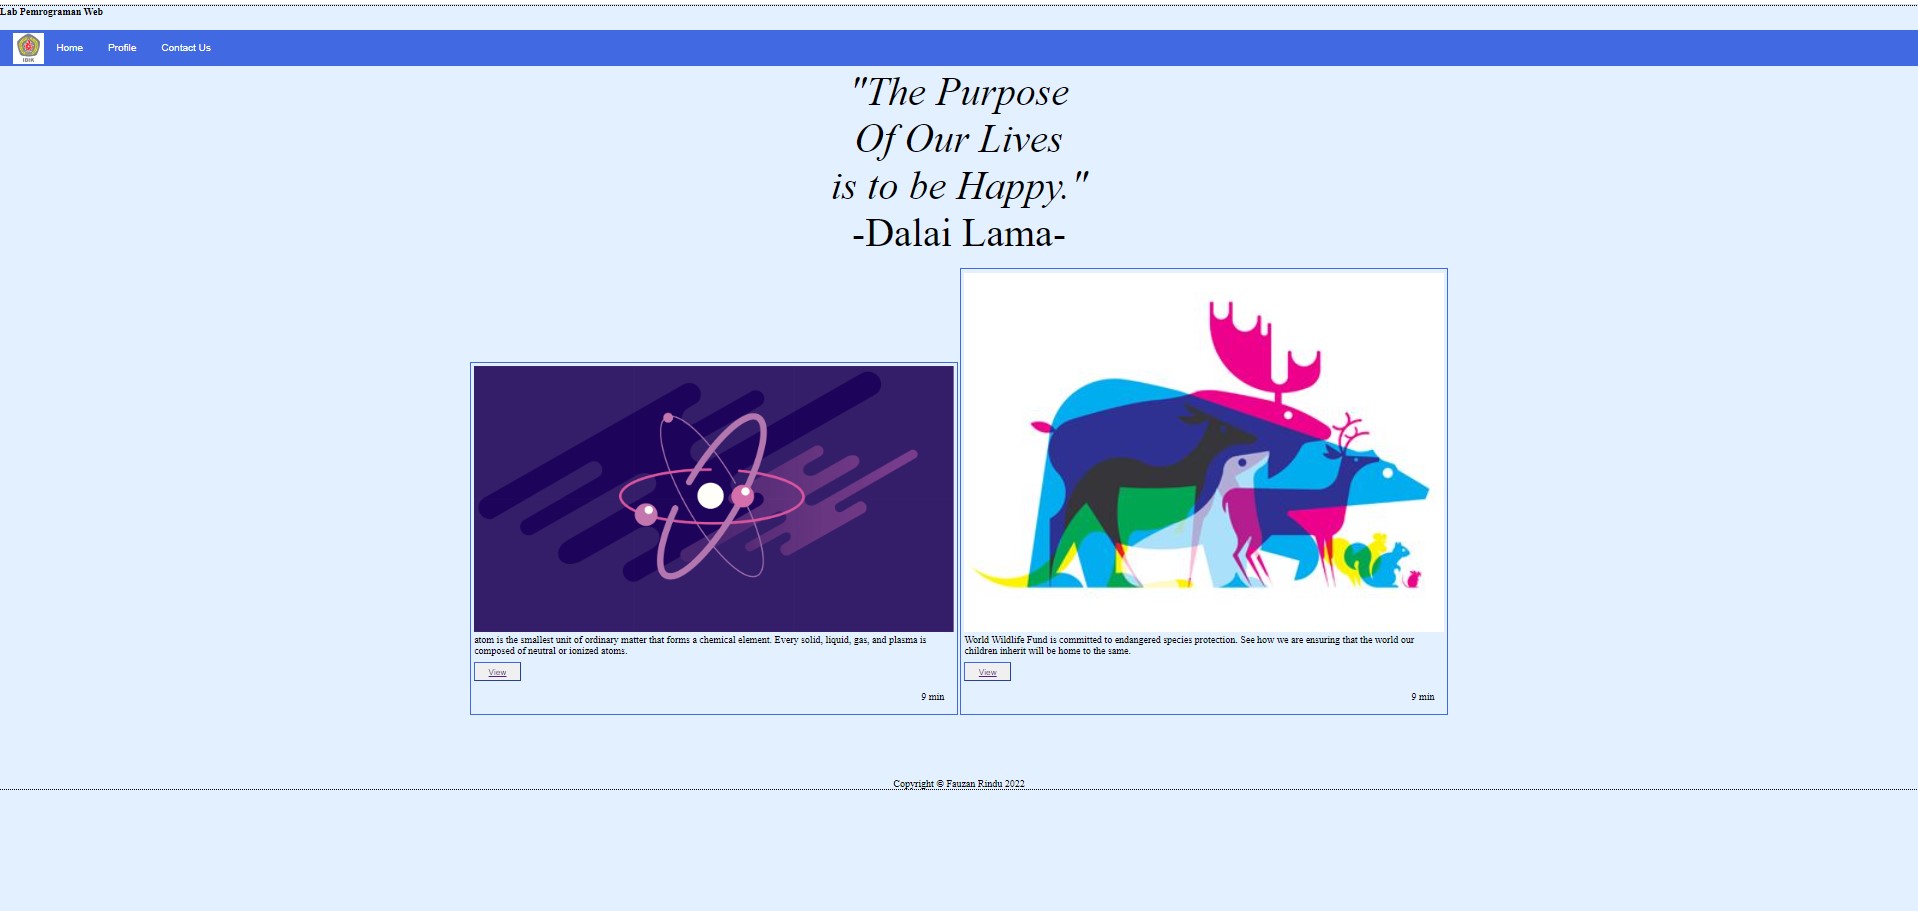 Lab Pemrograman Web
IBIK
Home
Profile
Contact Us
"The Purpose
Of Our Lives
is to be Happy."
-Dalai Lama-
atom is the smallest unit of ordinary matter that forms a chemical element. Every solid, liquid, gas, and plasma is
composed of neutral or ionized atoms.
View
9 min
World Wildlife Fund is committed to endangered species protection. See how we are ensuring that the world our
children inherit will be home to the same.
View
9 min
Copyright © Fauzan Rindu 2022